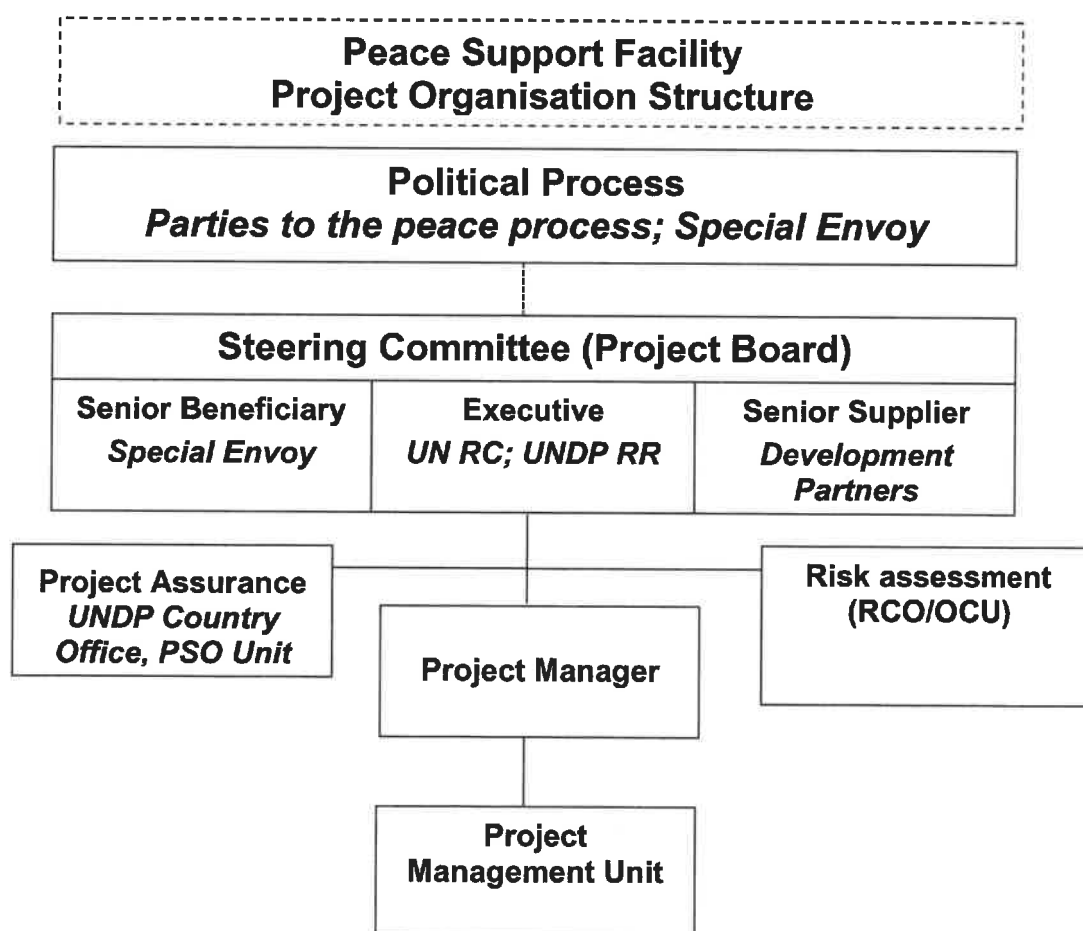 Peace Support Facility
Project Organisation Structure
Political Process
Parties to the peace process; Special Envoy
Steering Committee (Project Board)
Senior Beneficiary
Special Envoy
Executive
UN RC; UNDP RR
Senior Supplier
Development
Partners
Project Assurance
UNDP Country
Office, PSO Unit
Risk assessment
(RCO/OCU)
Project Manager
Project
Management Unit